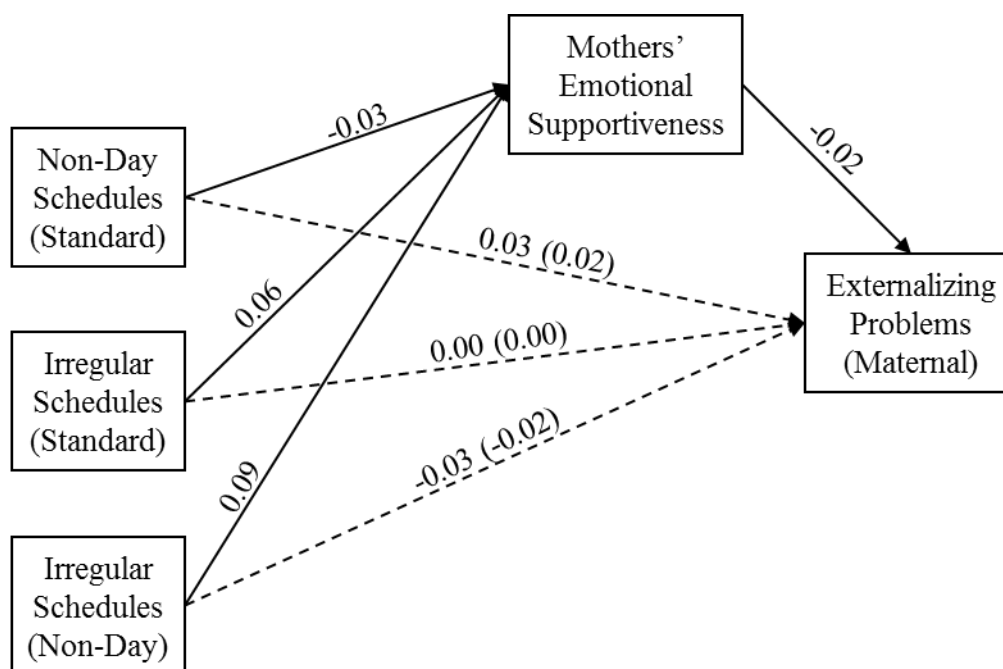 Mothers’
Emotional
Supportiveness
-0.03
-0.02
Non-Day
Schedules
(Standard)
0.03 (0.02)
0.06
Externalizing
Problems
(Maternal)
0.00 (0.00)
Irregular
Schedules
(Standard)
-0.03 (-0.02)
0.09
Irregular
Schedules
(Non-Day)